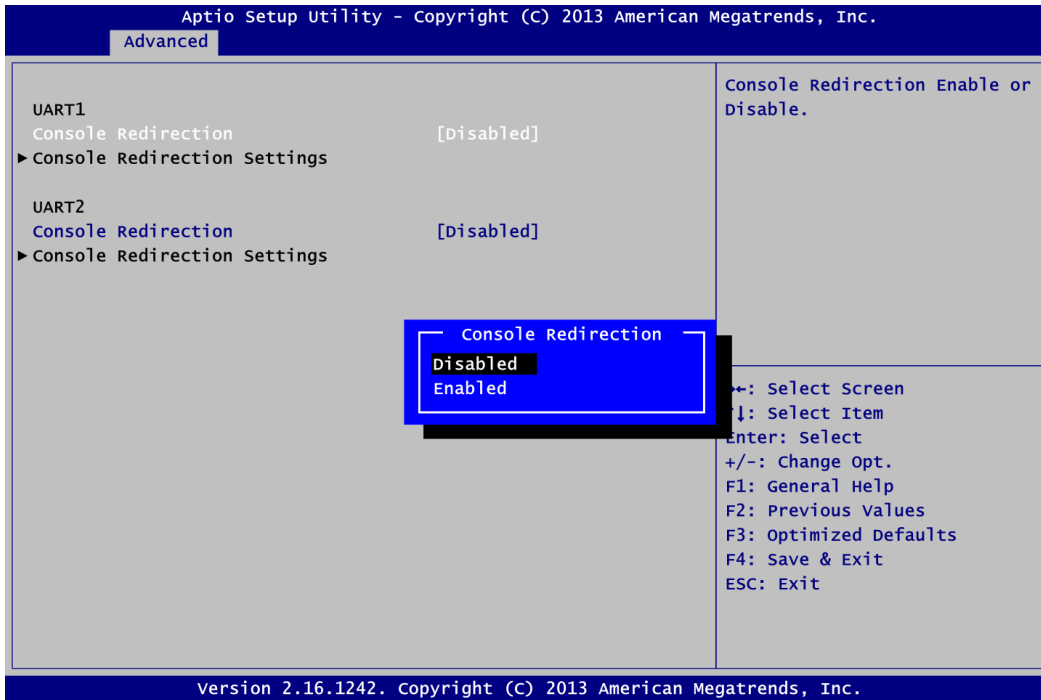 Aptio Setup Utility - Copyright (C) 2013 American Megatrends, Inc.
Advanced
UART1
Console Redirection [Disabled]
▶ Console Redirection Settings
UART2
Console Redirection [Disabled]
▶ Console Redirection Settings
Console Redirection
Disabled
Enabled
Console Redirection Enable or
Disable.
←: Select Screen
↓: Select Item
Enter: Select
+/-: Change Opt.
F1: General Help
F2: Previous Values
F3: Optimized Defaults
F4: Save & Exit
ESC: Exit
Version 2.16.1242. Copyright (C) 2013 American Megatrends, Inc.